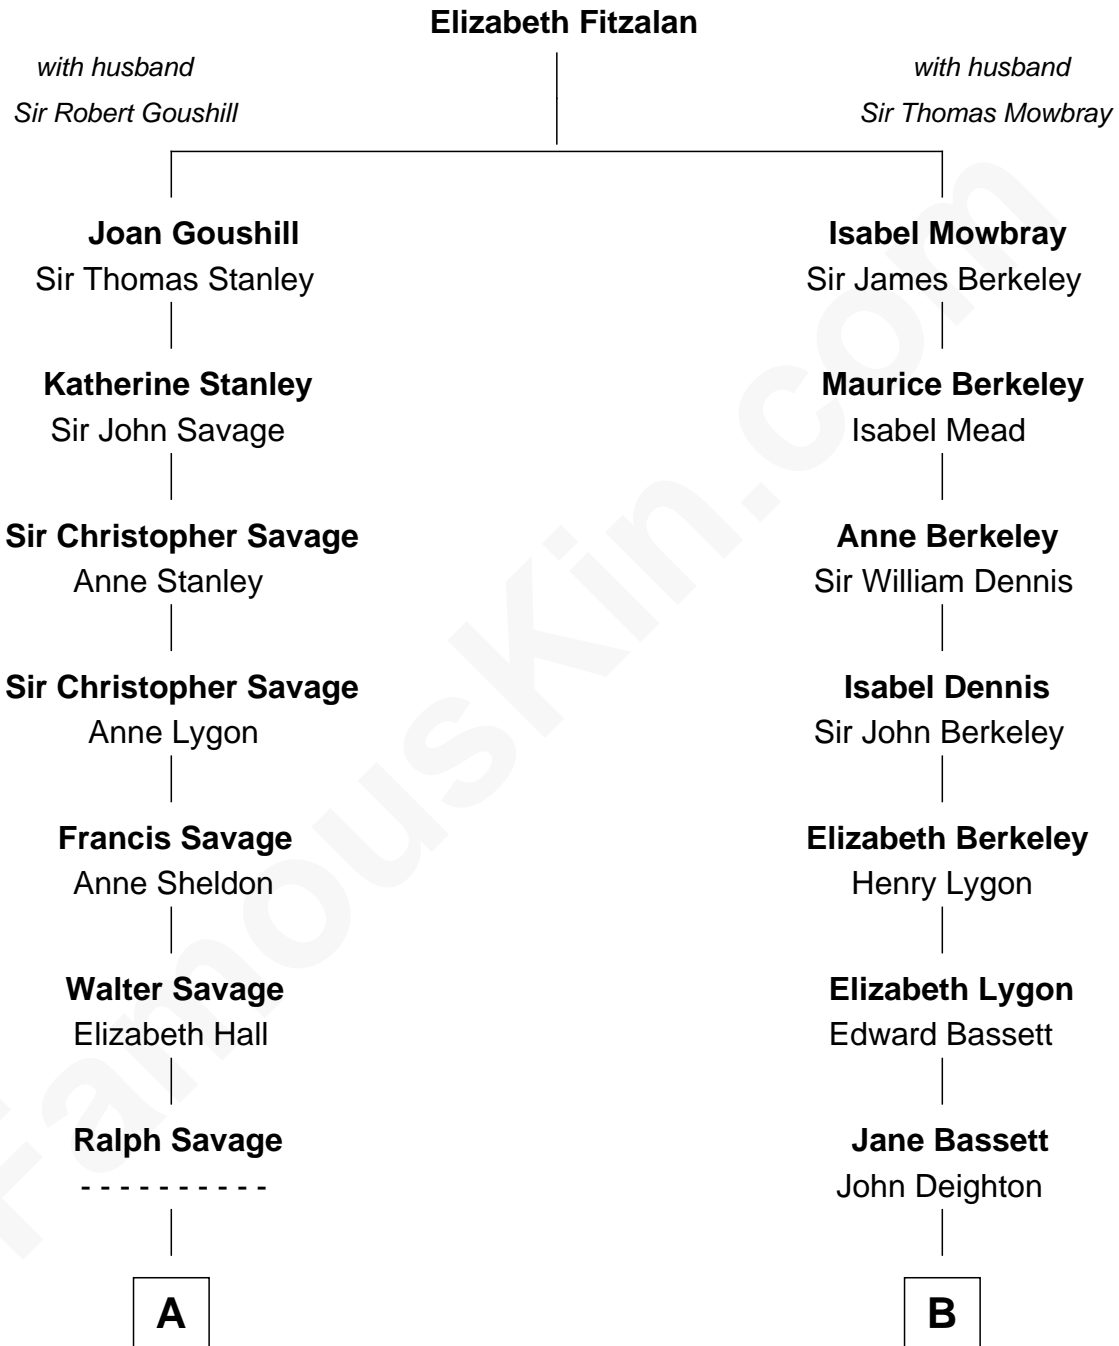 Elizabeth Fitzalan
with husband
Sir Robert Goushill
with husband
Sir Thomas Mowbray
Joan Goushill
Sir Thomas Stanley
Isabel Mowbray
Sir James Berkeley
Katherine Stanley
Sir John Savage
Maurice Berkeley
Isabel Mead
Sir Christopher Savage
Anne Stanley
Anne Berkeley
Sir William Dennis
Sir Christopher Savage
Anne Lygon
Isabel Dennis
Sir John Berkeley
Francis Savage
Anne Sheldon
Elizabeth Berkeley
Henry Lygon
Walter Savage
Elizabeth Hall
Elizabeth Lygon
Edward Bassett
Ralph Savage
- - - - - - - - - -
Jane Bassett
John Deighton
A
B
FamousKin.com